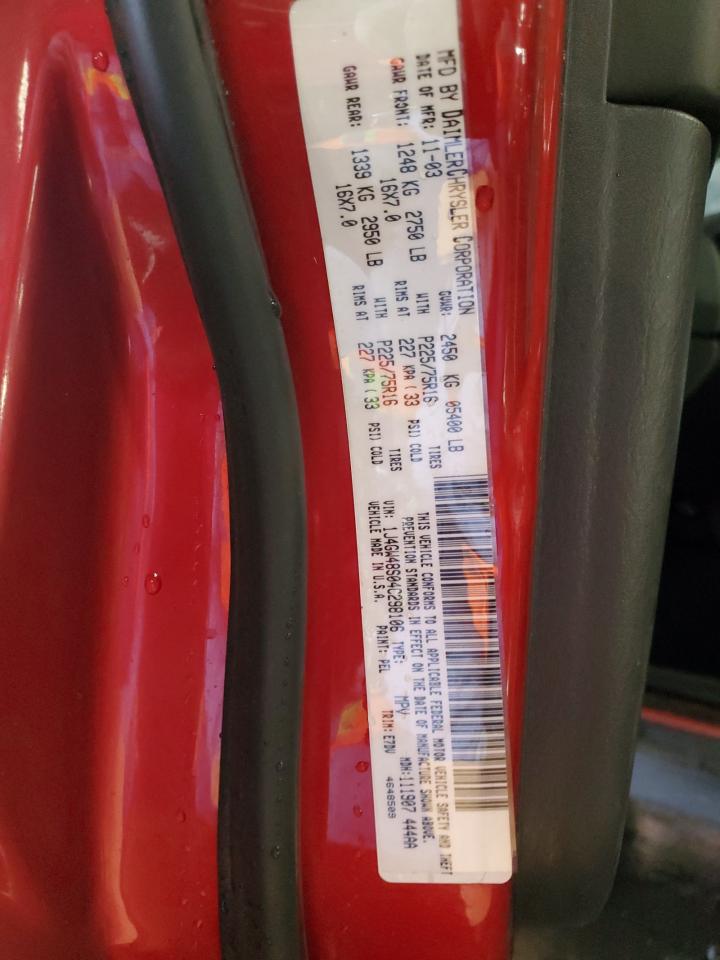 MFD BY DAIMLERCHRYSLER CORPORATION
DATE OF MFR: 11-03 GVWR: 2450 KG 05400 LB
GAWR FRONT: 1248 KG 2750 LB WITH P225/75R16 TIRES
16X7.0 RIMS AT 227 KPA ( 33 PSI) COLD
GAWR REAR: 1339 KG 2950 LB WITH P225/75R16 TIRES
16X7.0 RIMS AT 227 KPA ( 33 PSI) COLD
THIS VEHICLE CONFORMS TO ALL APPLICABLE FEDERAL MOTOR VEHICLE SAFETY AND THEFT
PREVENTION STANDARDS IN EFFECT ON THE DATE OF MANUFACTURE SHOWN ABOVE.
VIN: 1J4GW48S04C298106 TYPE: MPV MDH:111907 444AA
VEHICLE MADE IN U.S.A. PAINT: PEL TRIM: E7DV 4648509